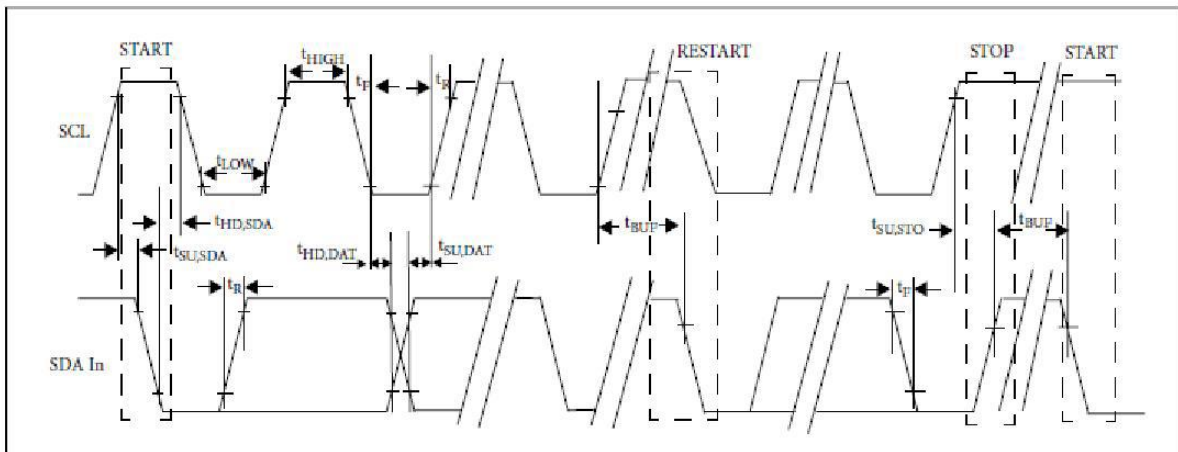 START RESTART STOP START
tHIGH
tF tR
SCL
tLOW
tHD,SDA tBUF tSU,STO tBUF
tSU,SDA tHD,DAT tSU,DAT
tR tF
SDA In